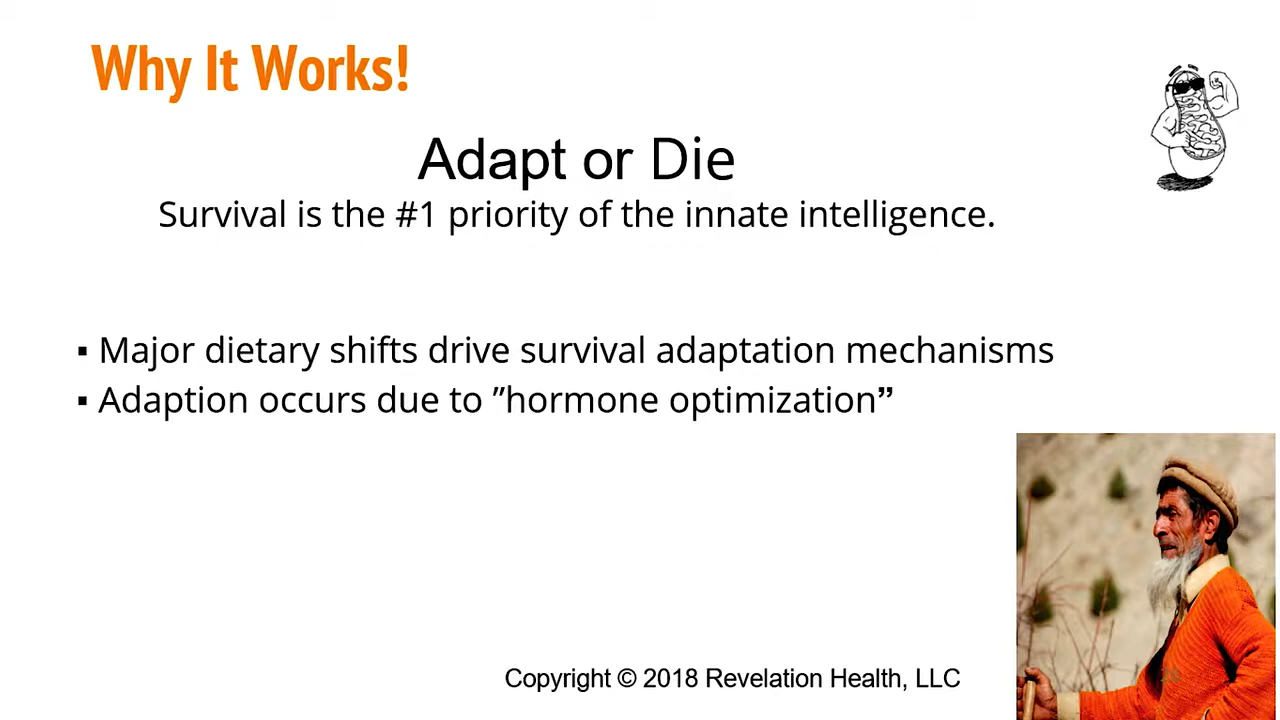 Why It Works!
Adapt or Die
Survival is the #1 priority of the innate intelligence.
▪ Major dietary shifts drive survival adaptation mechanisms
▪ Adaption occurs due to ”hormone optimization”
Copyright © 2018 Revelation Health, LLC